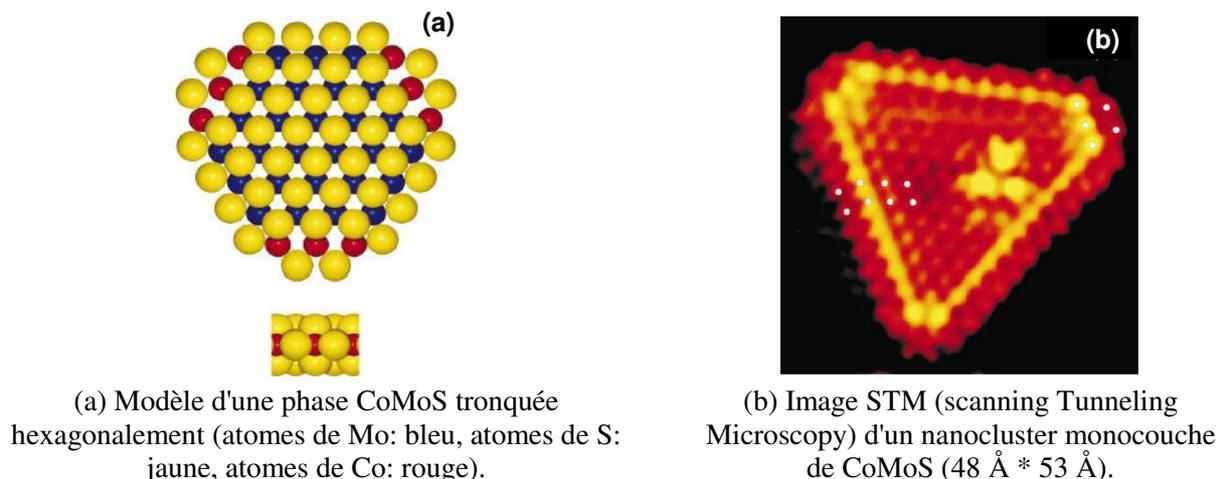 (a)
(b)
(a) Modèle d'une phase CoMoS tronquée
hexagonalement (atomes de Mo: bleu, atomes de S:
jaune, atomes de Co: rouge).
(b) Image STM (scanning Tunneling
Microscopy) d'un nanocluster monocouche
de CoMoS (48 Å * 53 Å).